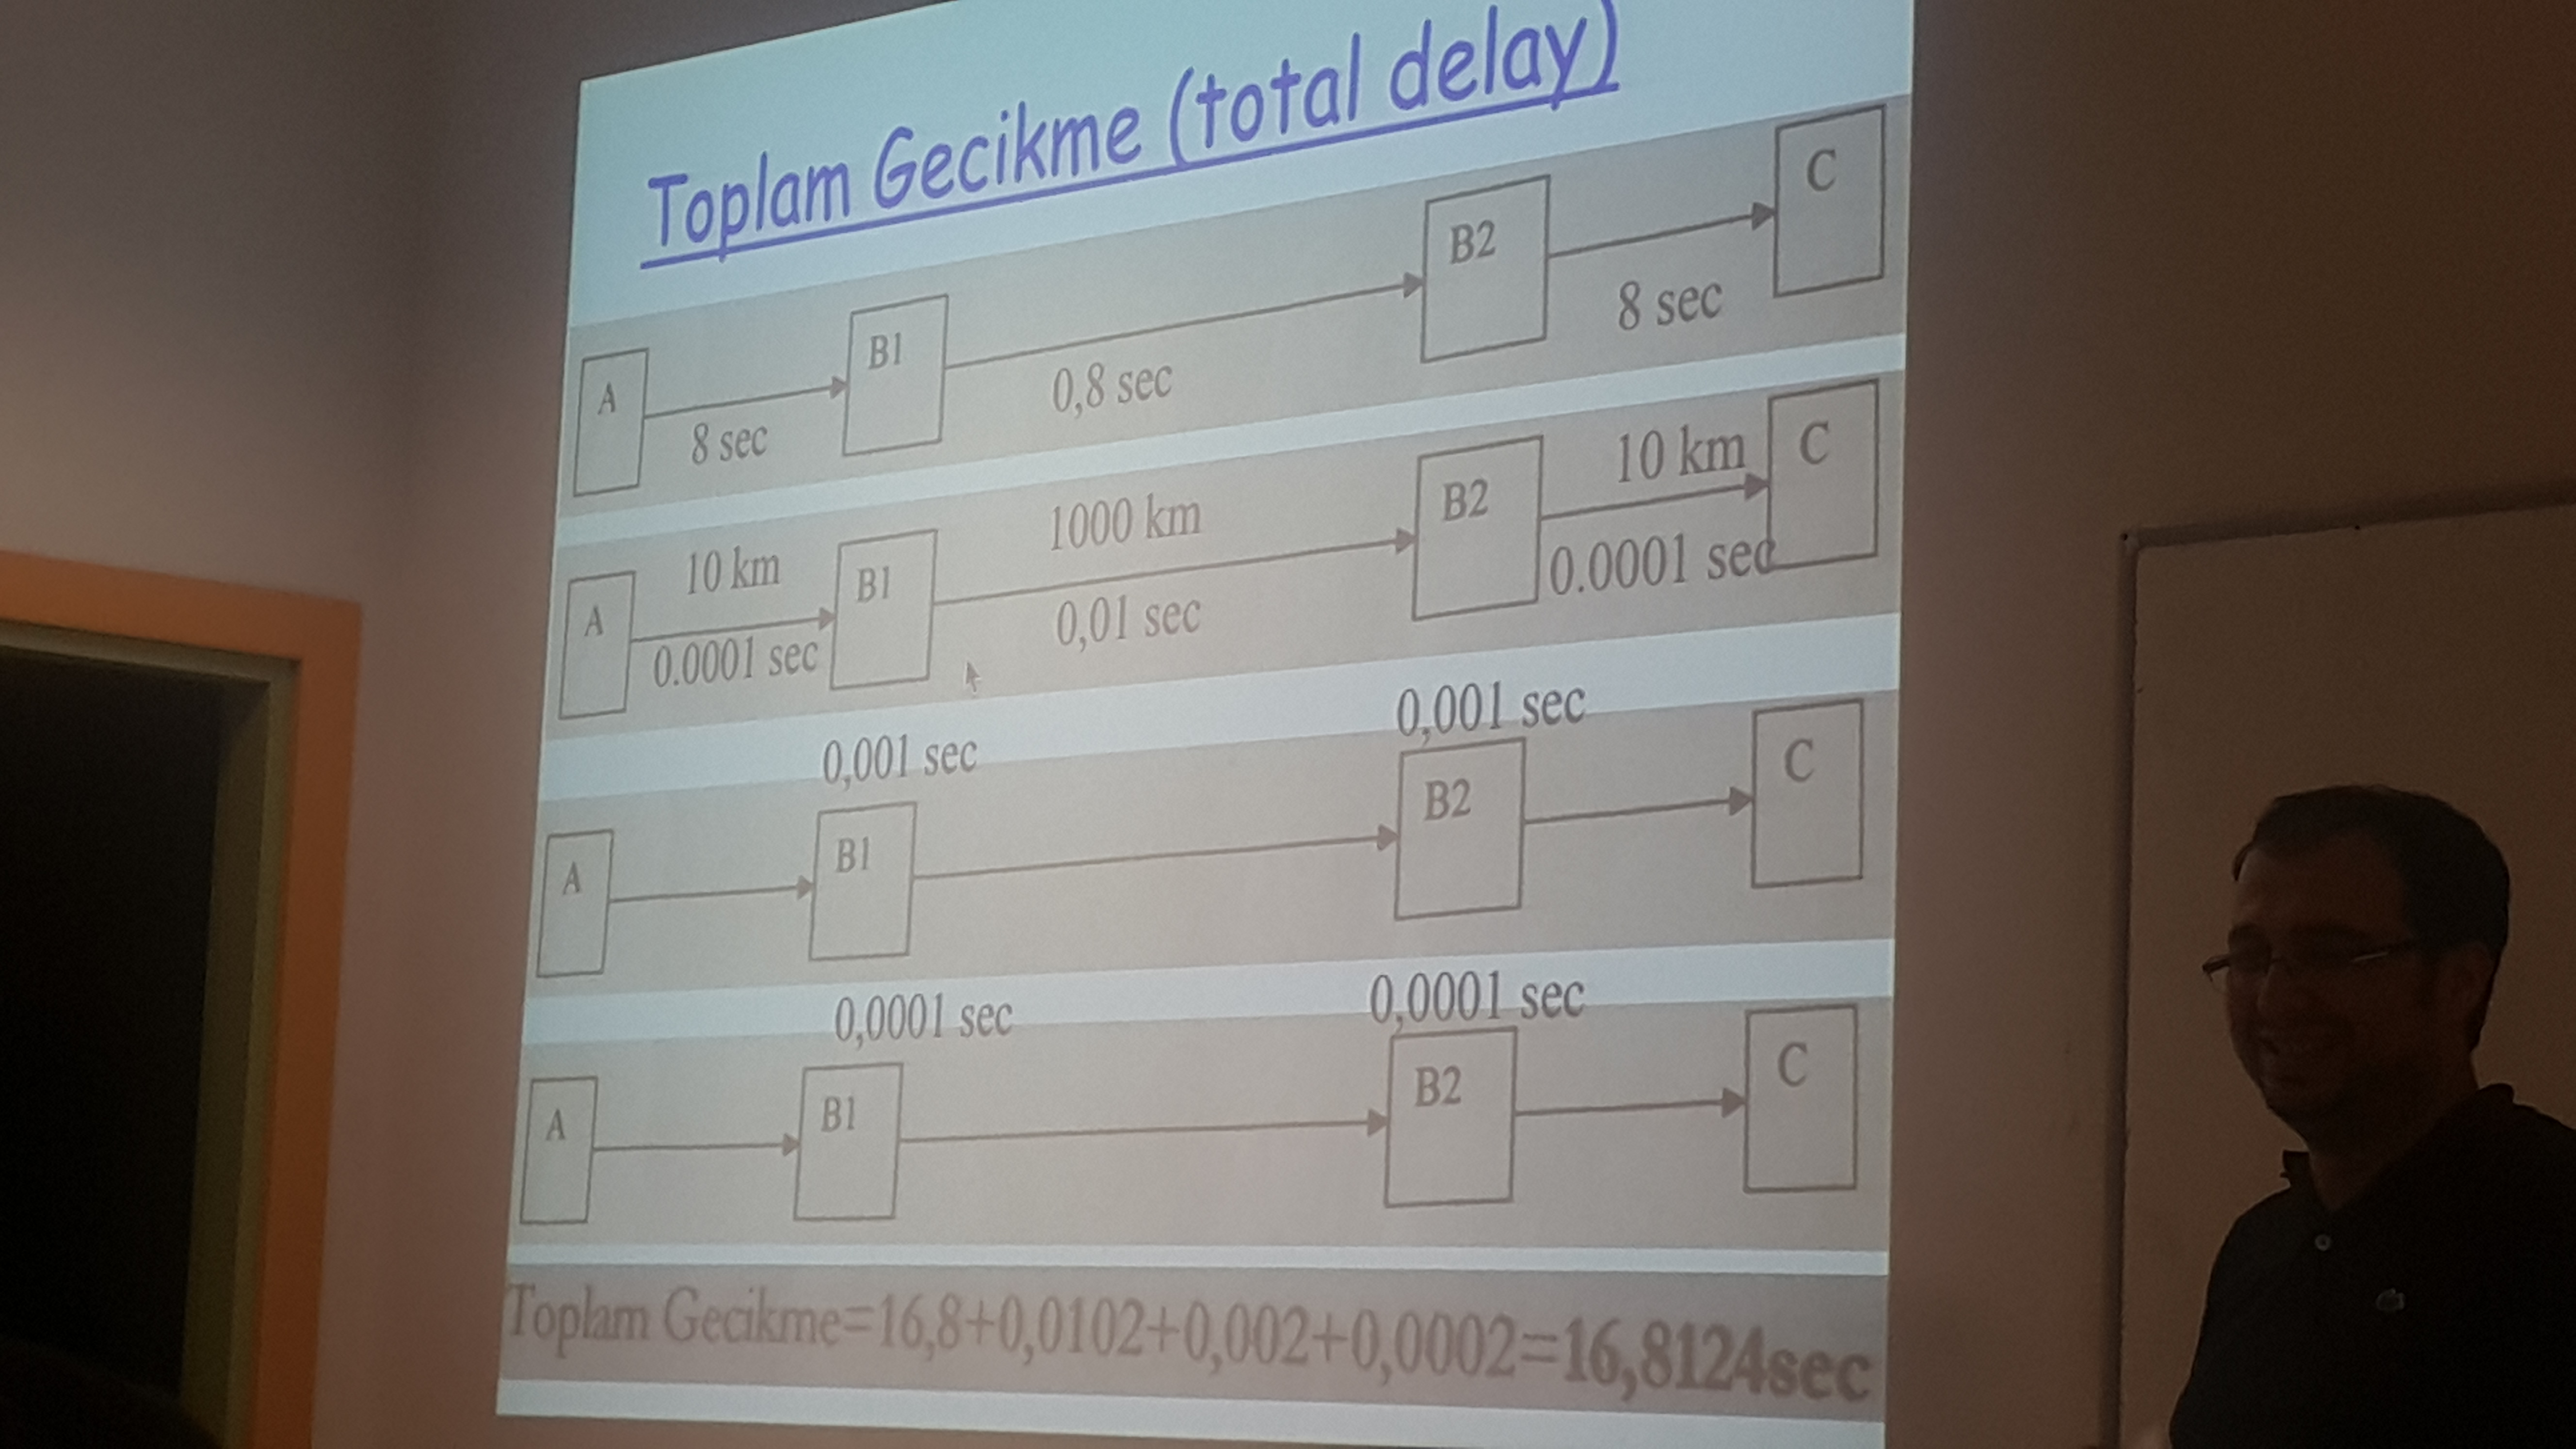 Toplam Gecikme (total delay)
A B1 B2 C
8 sec 0,8 sec 8 sec
10 km 1000 km 10 km
A B1 B2 C
0.0001 sec 0,01 sec 0.0001 sec
0,001 sec 0,001 sec
A B1 B2 C
0,0001 sec 0,0001 sec
A B1 B2 C
Toplam Gecikme=16,8+0,0102+0,002+0,0002=16,8124sec